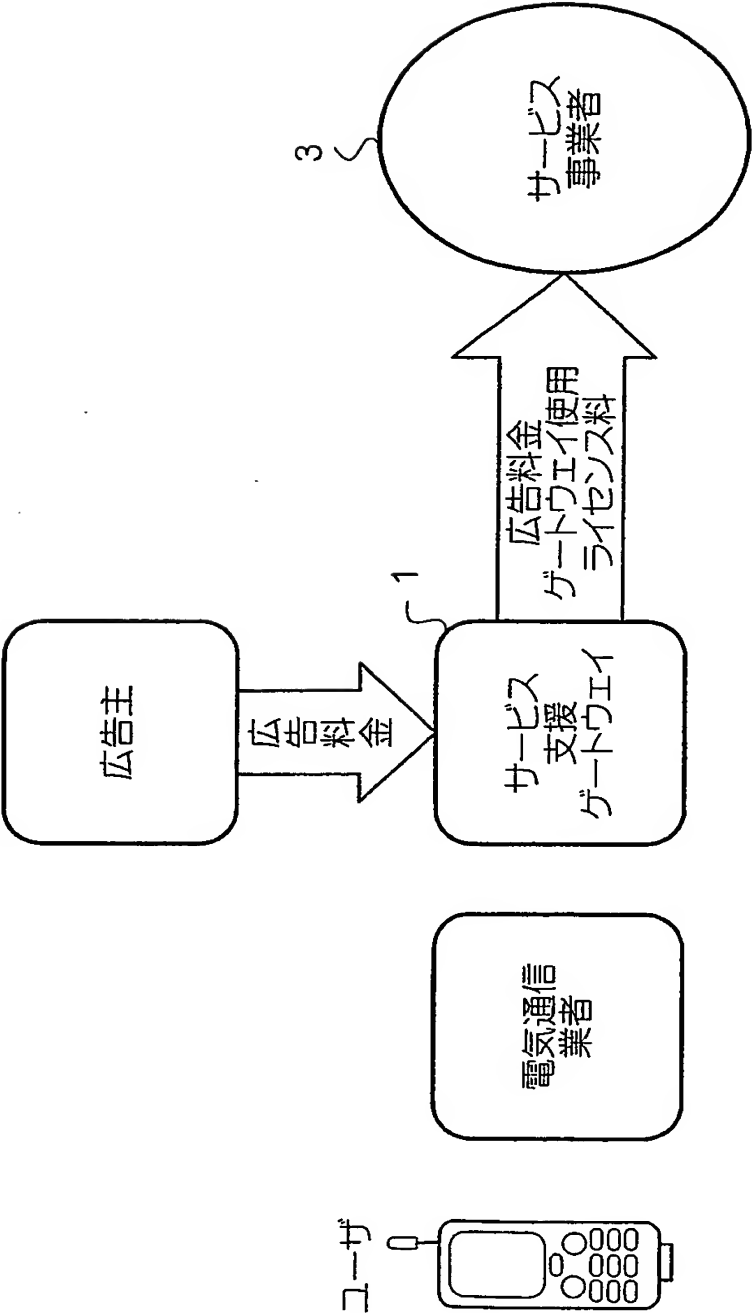 広告主
広告料金
3
サービス
事業者
1
広告料金
ゲートウェイ使用
ライセンス料
サービス
支援
ゲートウェイ
電気通信
業者
ユーザ